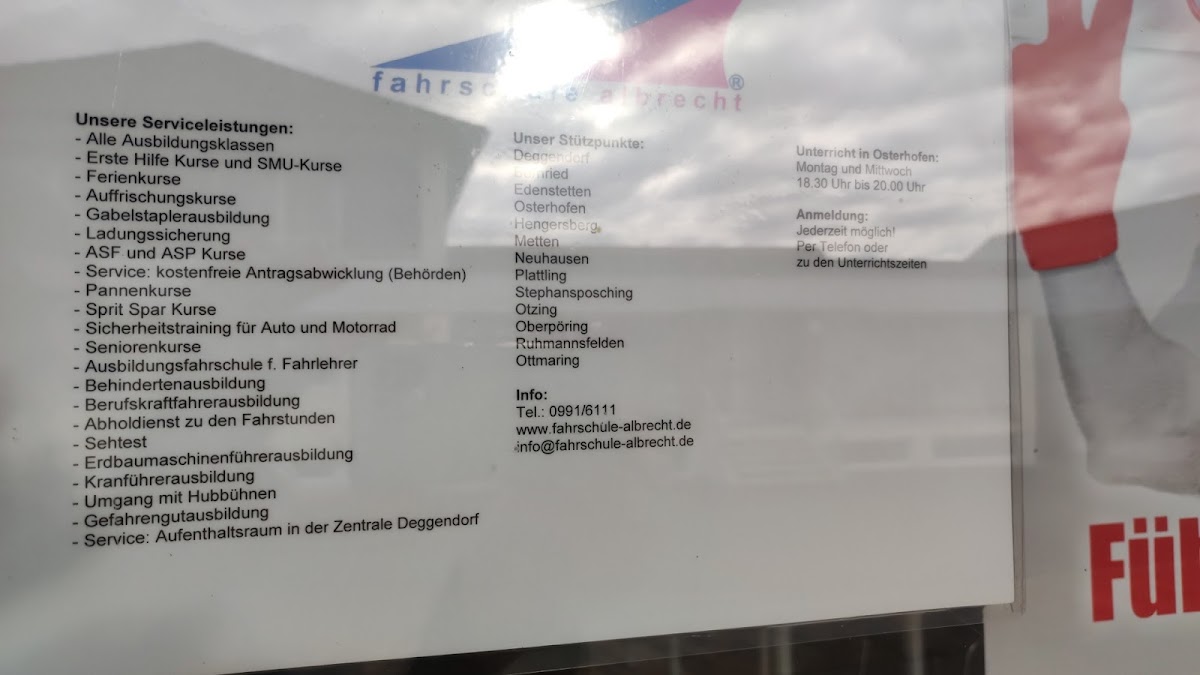 fahrschule albrecht
®
Unsere Serviceleistungen:
- Alle Ausbildungsklassen
- Erste Hilfe Kurse und SMU-Kurse
- Ferienkurse
- Auffrischungskurse
- Gabelstaplerausbildung
- Ladungssicherung
- ASF und ASP Kurse
- Service: kostenfreie Antragsabwicklung (Behörden)
- Pannenkurse
- Sprit Spar Kurse
- Sicherheitstraining für Auto und Motorrad
- Seniorenkurse
- Ausbildungsfahrschule f. Fahrlehrer
- Behindertenausbildung
- Berufskraftfahrerausbildung
- Abholdienst zu den Fahrstunden
- Sehtest
- Erdbaumaschinenführerausbildung
- Kranführerausbildung
- Umgang mit Hubbühnen
- Gefahrengutausbildung
- Service: Aufenthaltsraum in der Zentrale Deggendorf
Unser Stützpunkte:
Deggendorf
Bernried
Edenstetten
Osterhofen
Hengersberg
Metten
Neuhausen
Plattling
Stephansposching
Otzing
Oberpöring
Ruhmannsfelden
Ottmaring
Info:
Tel.: 0991/6111
www.fahrschule-albrecht.de
info@fahrschule-albrecht.de
Unterricht in Osterhofen:
Montag und Mittwoch
18.30 Uhr bis 20.00 Uhr
Anmeldung:
Jederzeit möglich!
Per Telefon oder
zu den Unterrichtszeiten